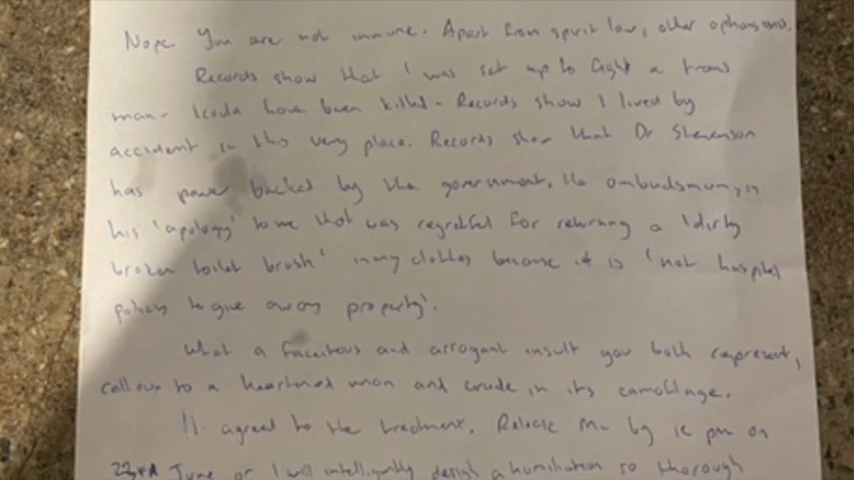 Nope You are not immune. Apart from spirit law, other options exist.
Records show that I was set up to fight a trans
man - I could have been killed - Records show I lived by
accident in this very place. Records show that Dr Stevenson
has power backed by the government. The ombudsman, in
his 'apology' to me that was regretful for returning a 'dirty
broken toilet brush' in my clothes because it is 'not hospital
policy to give away property'.
What a faceitous and arrogant insult you both represent,
callous to a heartened man and crude in its camoflage.
I agreed to the treatment. Release me by 12 pm on
23rd June or I will intelligently design a humiliation so thorough